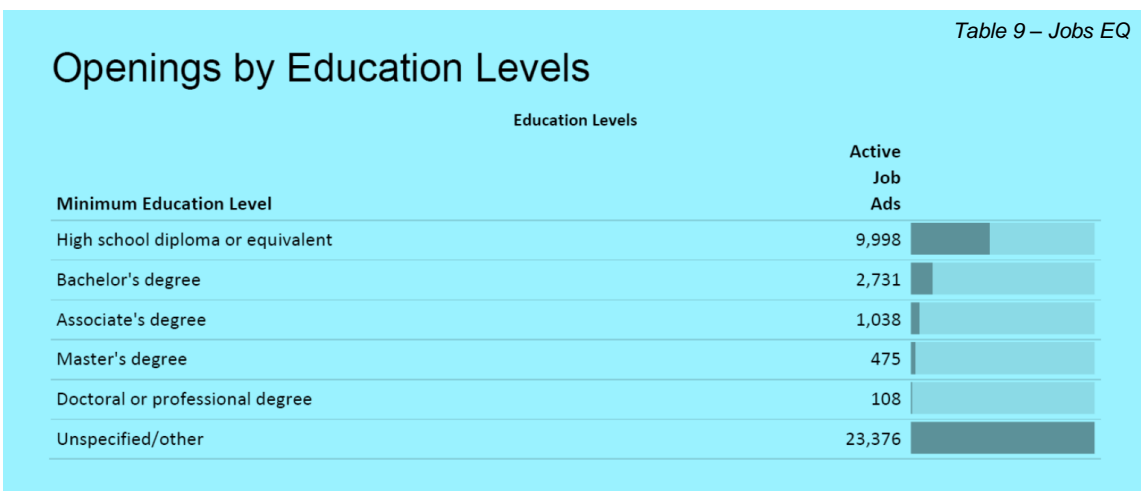 Table 9 – Jobs EQ
Openings by Education Levels
Education Levels
Active
Job
Minimum Education Level Ads
High school diploma or equivalent 9,998
Bachelor's degree 2,731
Associate's degree 1,038
Master's degree 475
Doctoral or professional degree 108
Unspecified/other 23,376